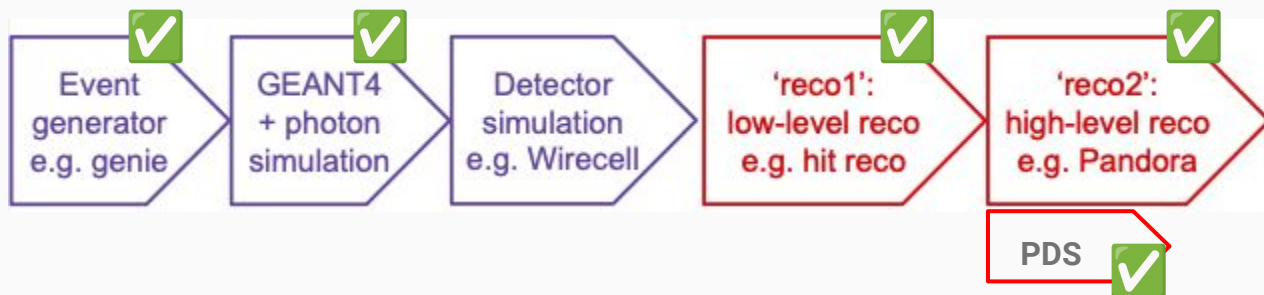 Event
generator
e.g. genie
GEANT4
+ photon
simulation
Detector
simulation
e.g. Wirecell
‘reco1’:
low-level reco
e.g. hit reco
‘reco2’:
high-level reco
e.g. Pandora
PDS